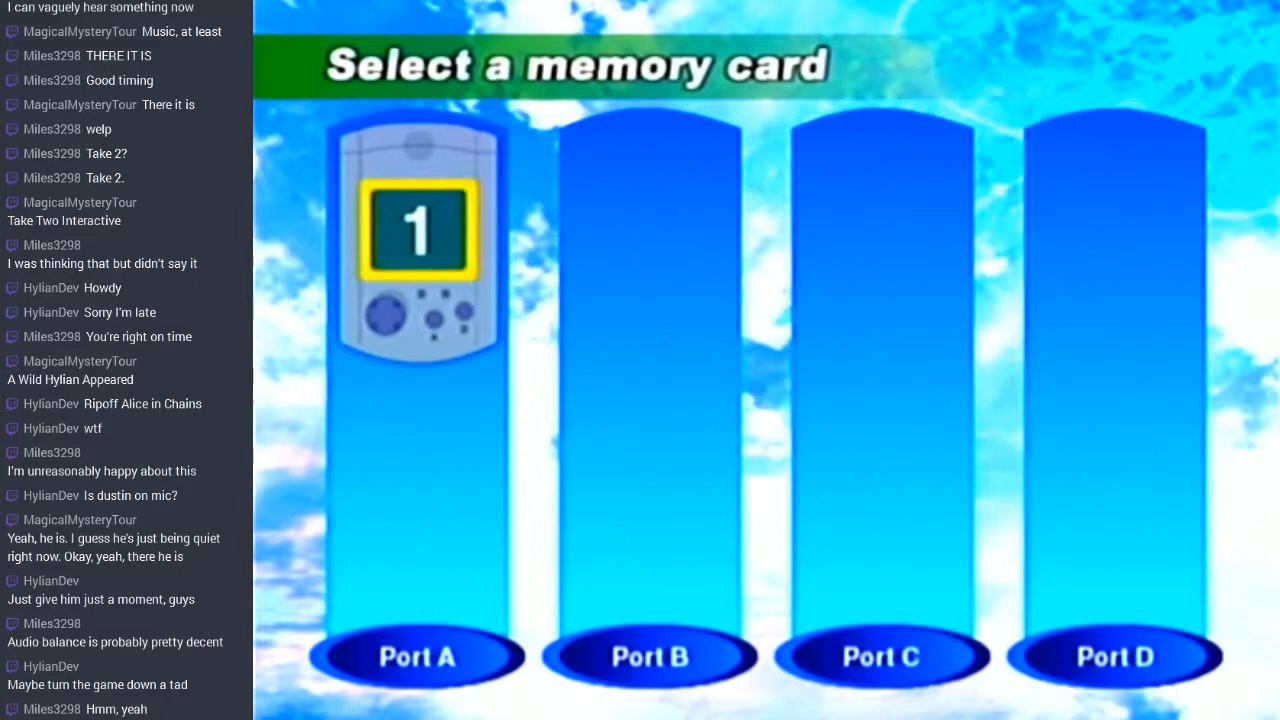 I can vaguely hear something now
MagicalMysteryTour Music, at least
Miles3298 THERE IT IS
Miles3298 Good timing
MagicalMysteryTour There it is
Miles3298 welp
Miles3298 Take 2?
Miles3298 Take 2.
MagicalMysteryTour
Take Two Interactive
Miles3298
I was thinking that but didn't say it
HylianDev Howdy
HylianDev Sorry I'm late
Miles3298 You're right on time
MagicalMysteryTour
A Wild Hylian Appeared
HylianDev Ripoff Alice in Chains
HylianDev wtf
Miles3298
I'm unreasonably happy about this
HylianDev Is dustin on mic?
MagicalMysteryTour
Yeah, he is. I guess he's just being quiet
right now. Okay, yeah, there he is
HylianDev
Just give him just a moment, guys
Miles3298
Audio balance is probably pretty decent
HylianDev
Maybe turn the game down a tad
Miles3298 Hmm, yeah
Select a memory card
1
Port A
Port B
Port C
Port D